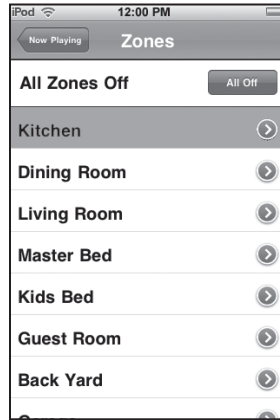 iPod 12:00 PM
Now Playing Zones
All Zones Off All Off
Kitchen
Dining Room
Living Room
Master Bed
Kids Bed
Guest Room
Back Yard